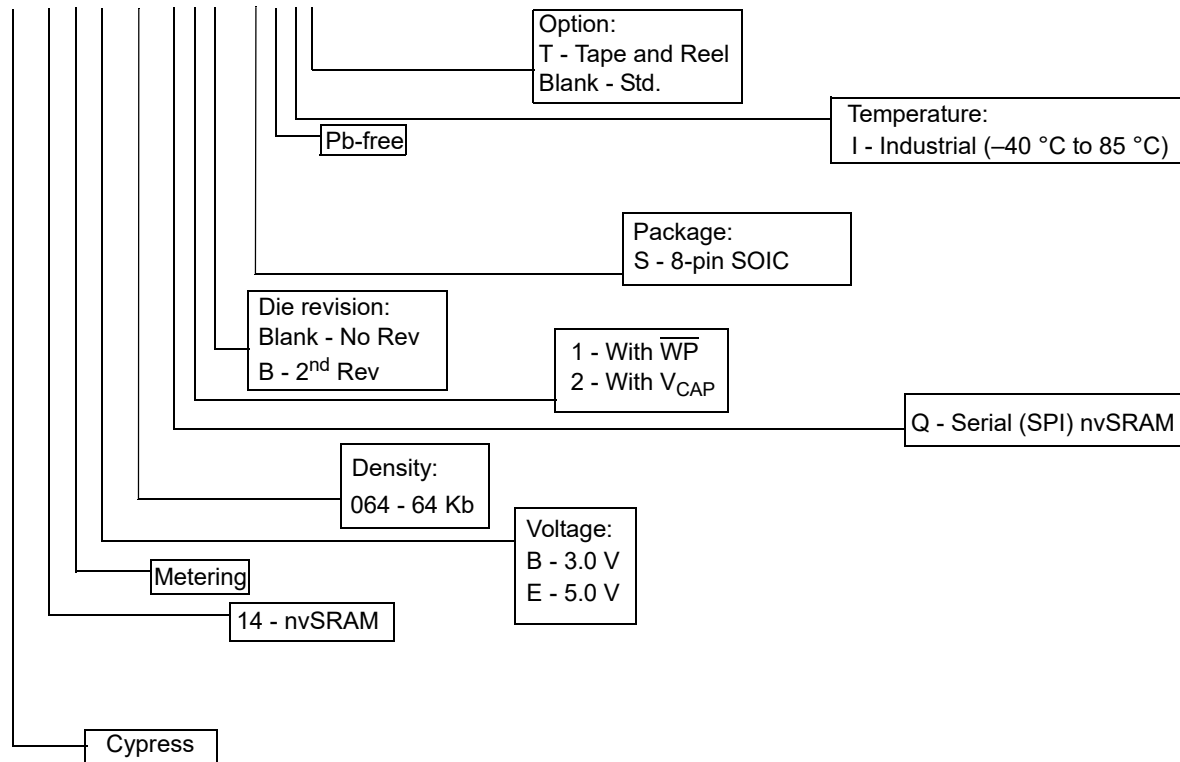 Option:
T - Tape and Reel
Blank - Std.
Temperature:
I - Industrial (–40 °C to 85 °C)
Pb-free
Package:
S - 8-pin SOIC
Die revision:
Blank - No Rev
B - 2nd Rev
1 - With W̅P̅
2 - With VCAP
Q - Serial (SPI) nvSRAM
Density:
064 - 64 Kb
Voltage:
B - 3.0 V
E - 5.0 V
Metering
14 - nvSRAM
Cypress